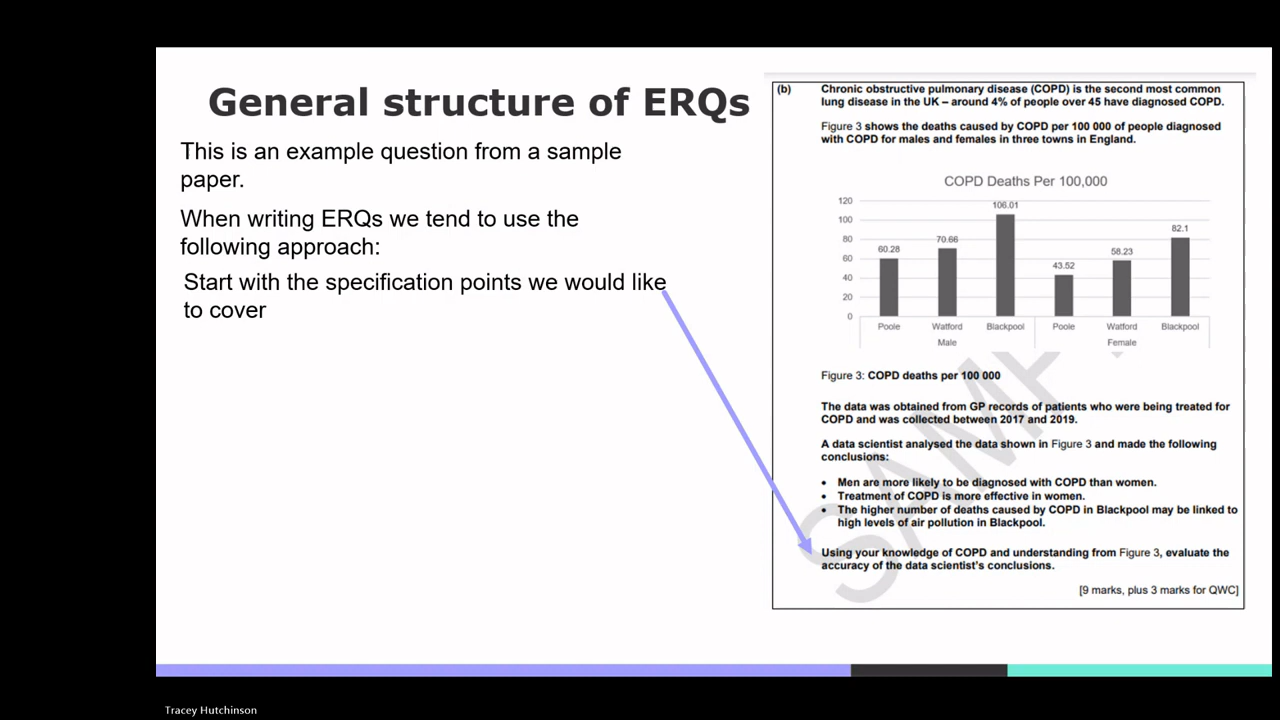 General structure of ERQs
This is an example question from a sample
paper.
When writing ERQs we tend to use the
following approach:
Start with the specification points we would like
to cover
(b) Chronic obstructive pulmonary disease (COPD) is the second most common
lung disease in the UK – around 4% of people over 45 have diagnosed COPD.
Figure 3 shows the deaths caused by COPD per 100 000 of people diagnosed
with COPD for males and females in three towns in England.
COPD Deaths Per 100,000
120
100
80
60
40
20
0
60.28
70.66
106.01
43.52
58.23
82.1
Poole Watford Blackpool Poole Watford Blackpool
Male Female
Figure 3: COPD deaths per 100 000
The data was obtained from GP records of patients who were being treated for
COPD and was collected between 2017 and 2019.
A data scientist analysed the data shown in Figure 3 and made the following
conclusions:
• Men are more likely to be diagnosed with COPD than women.
• Treatment of COPD is more effective in women.
• The higher number of deaths caused by COPD in Blackpool may be linked to
high levels of air pollution in Blackpool.
Using your knowledge of COPD and understanding from Figure 3, evaluate the
accuracy of the data scientist's conclusions.
[9 marks, plus 3 marks for QWC]
Tracey Hutchinson